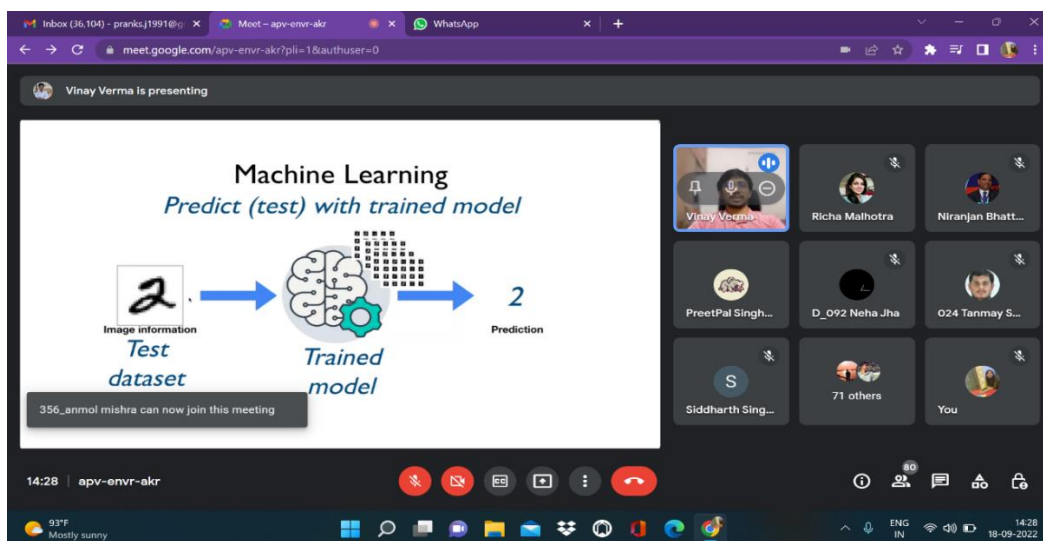 Inbox (36,104) - pranks.j1991@g
Meet – apv-envr-akr
WhatsApp
meet.google.com/apv-envr-akr?pli=1&authuser=0
Vinay Verma is presenting
Machine Learning
Predict (test) with trained model
2
2
Image information
Prediction
Test
dataset
Trained
model
356_anmol mishra can now join this meeting
Vinay Verma
Richa Malhotra
Niranjan Bhatt...
PreetPal Singh...
D_092 Neha Jha
024 Tanmay S...
S
Siddharth Sing...
71 others
You
14:28 | apv-envr-akr
CC
80
93°F
Mostly sunny
ENG
IN
14:28
18-09-2022